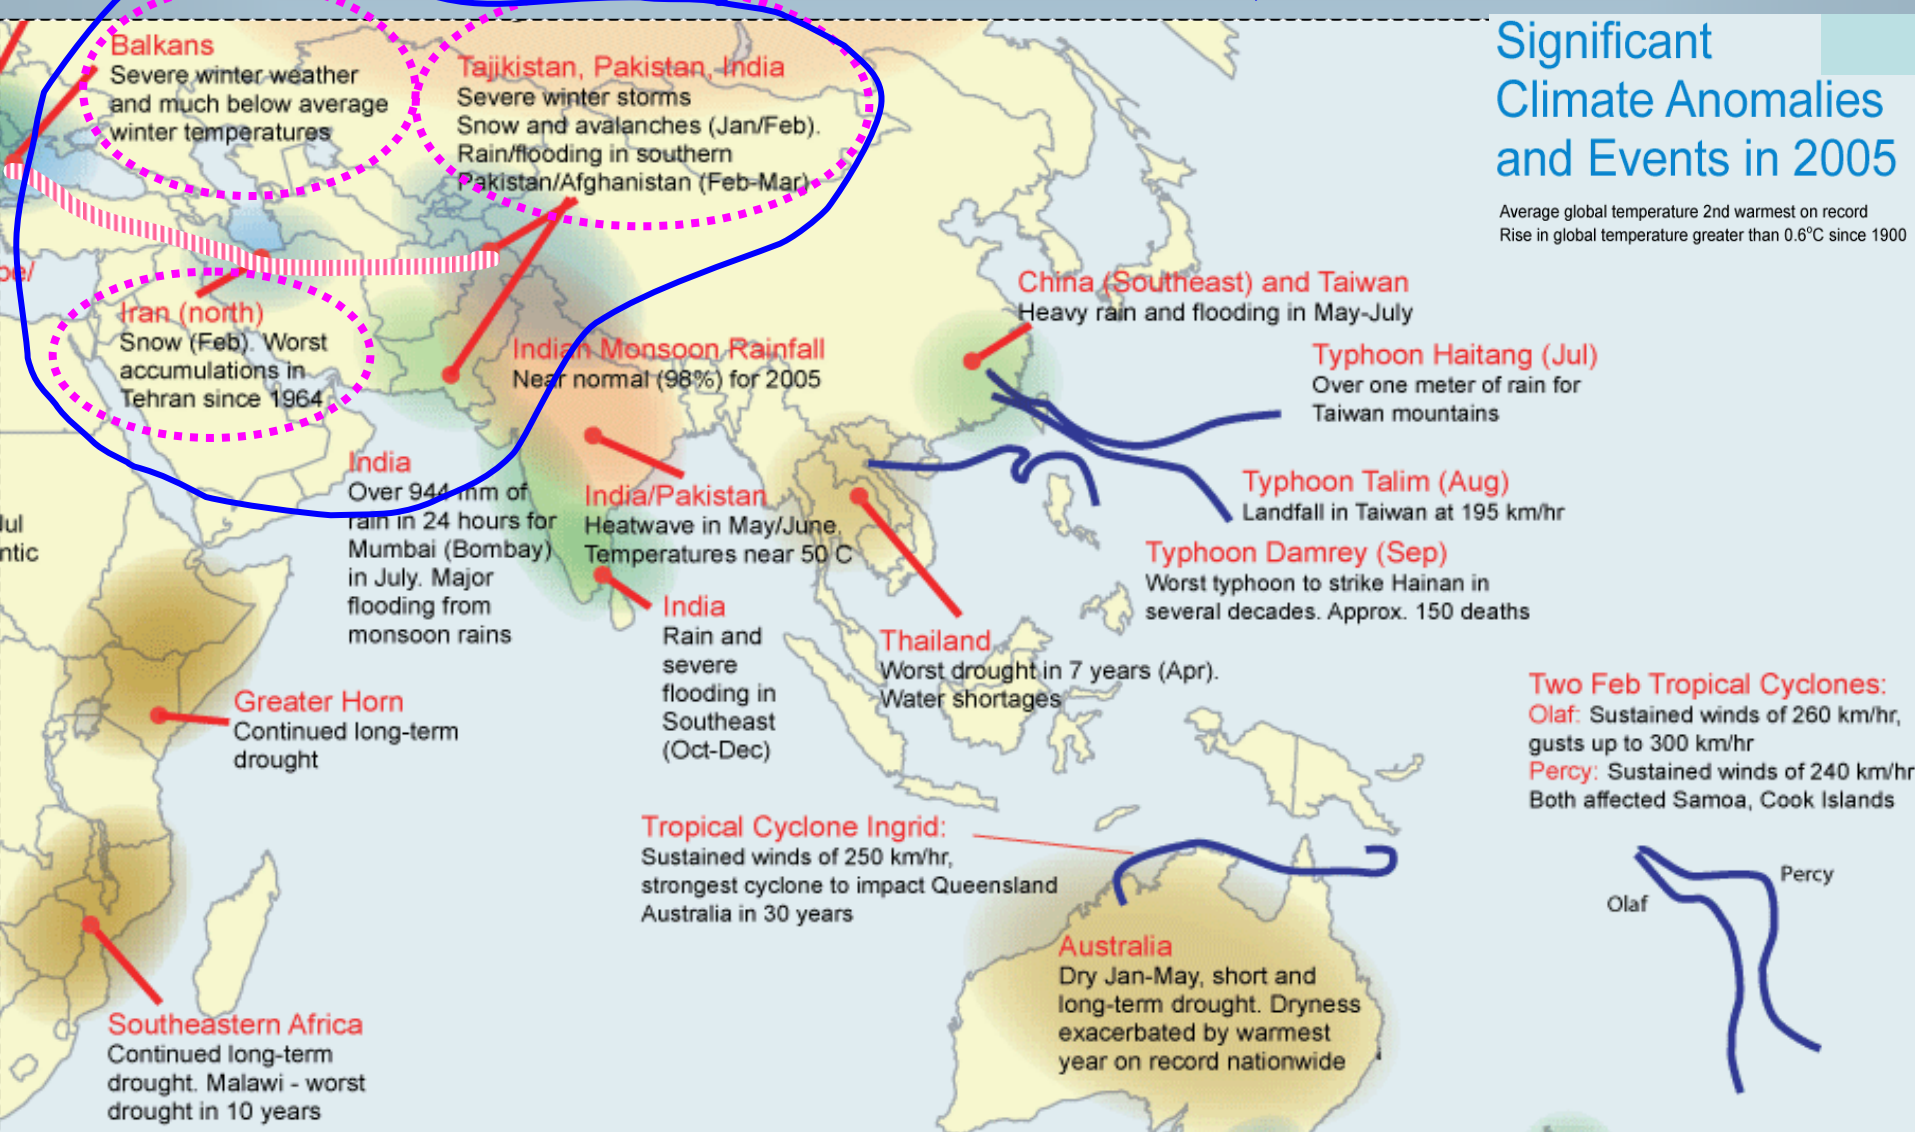 Significant
Climate Anomalies
and Events in 2005
Average global temperature 2nd warmest on record
Rise in global temperature greater than 0.6°C since 1900
Balkans
Severe winter weather
and much below average
winter temperatures
Tajikistan, Pakistan, India
Severe winter storms
Snow and avalanches (Jan/Feb).
Rain/flooding in southern
Pakistan/Afghanistan (Feb-Mar)
be/
Iran (north)
Snow (Feb). Worst
accumulations in
Tehran since 1964
Indian Monsoon Rainfall
Near normal (98%) for 2005
China (Southeast) and Taiwan
Heavy rain and flooding in May-July
Typhoon Haitang (Jul)
Over one meter of rain for
Taiwan mountains
Typhoon Talim (Aug)
Landfall in Taiwan at 195 km/hr
Typhoon Damrey (Sep)
Worst typhoon to strike Hainan in
several decades. Approx. 150 deaths
India
Over 944 mm of
rain in 24 hours for
Mumbai (Bombay)
in July. Major
flooding from
monsoon rains
India/Pakistan
Heatwave in May/June.
Temperatures near 50 C
Jul
ntic
India
Rain and
severe
flooding in
Southeast
(Oct-Dec)
Thailand
Worst drought in 7 years (Apr).
Water shortages
Greater Horn
Continued long-term
drought
Two Feb Tropical Cyclones:
Olaf: Sustained winds of 260 km/hr,
gusts up to 300 km/hr
Percy: Sustained winds of 240 km/hr
Both affected Samoa, Cook Islands
Tropical Cyclone Ingrid:
Sustained winds of 250 km/hr,
strongest cyclone to impact Queensland
Australia in 30 years
Percy
Olaf
Australia
Dry Jan-May, short and
long-term drought. Dryness
exacerbated by warmest
year on record nationwide
Southeastern Africa
Continued long-term
drought. Malawi - worst
drought in 10 years